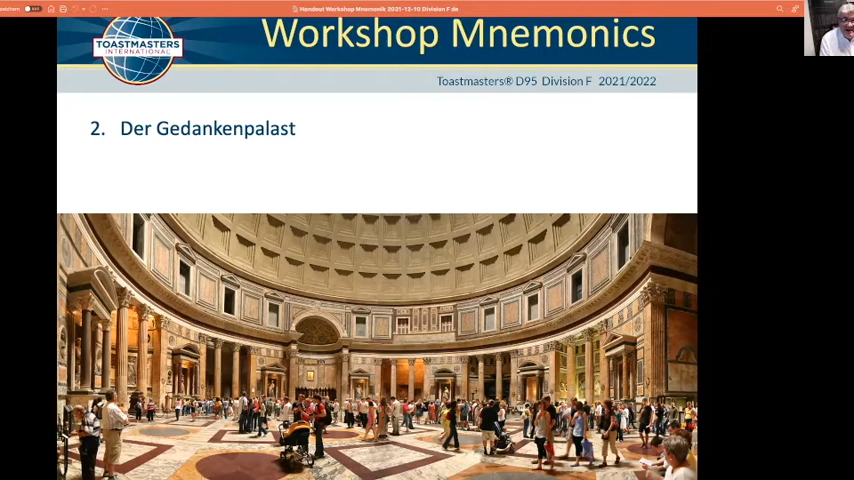 Handout Workshop Mnemonik 2021-12-10 Division F de
TOASTMASTERS
INTERNATIONAL
Workshop Mnemonics
Toastmasters® D95 Division F 2021/2022
2. Der Gedankenpalast